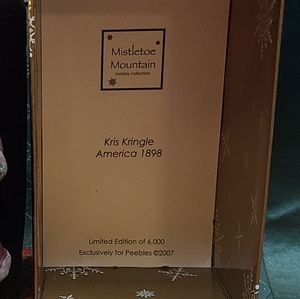 Mistletoe
Mountain
holiday collection
Kris Kringle
America 1898
Limited Edition of 6,000
Exclusively for Peebles ©2007